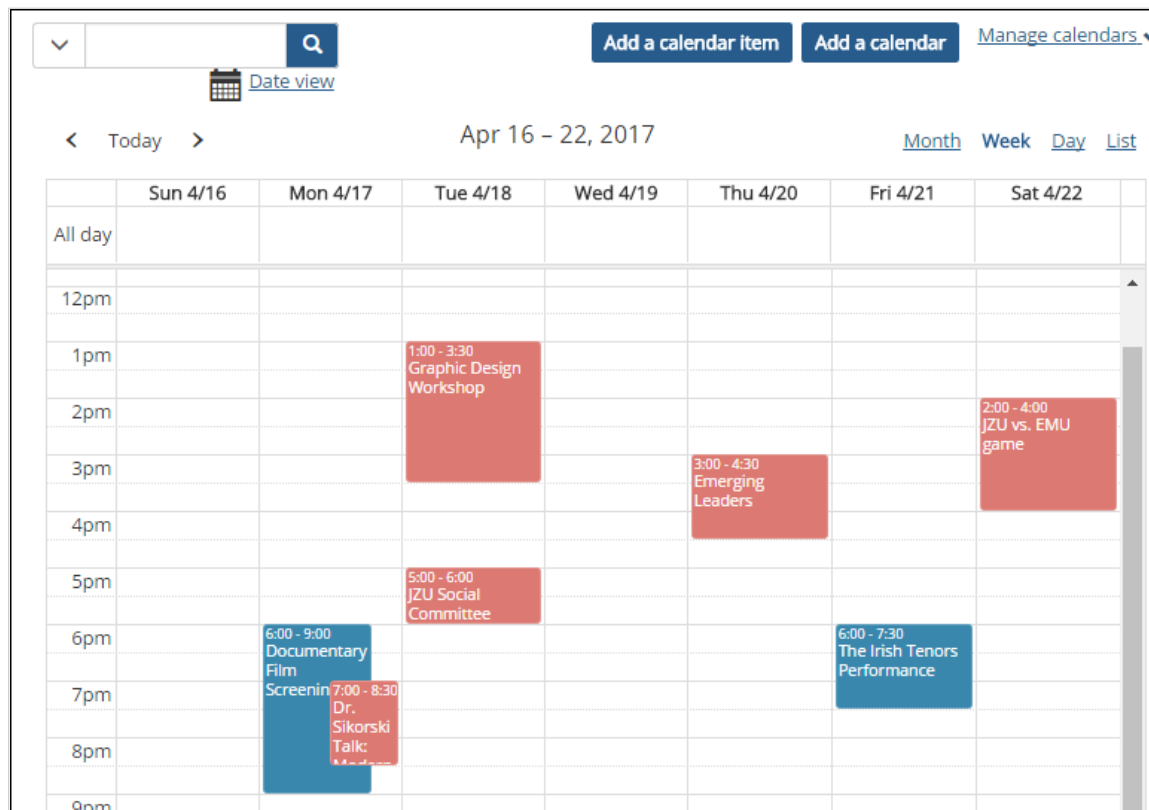 Add a calendar item
Add a calendar
Manage calendars
Date view
Today
Apr 16 – 22, 2017
Month
Week
Day
List
Sun 4/16
Mon 4/17
Tue 4/18
Wed 4/19
Thu 4/20
Fri 4/21
Sat 4/22
All day
12pm
1pm
1:00 - 3:30
Graphic Design
Workshop
2pm
2:00 - 4:00
JZU vs. EMU
game
3pm
3:00 - 4:30
Emerging
Leaders
4pm
5pm
5:00 - 6:00
JZU Social
Committee
6pm
6:00 - 9:00
Documentary
Film
Screenin
6:00 - 7:30
The Irish Tenors
Performance
7pm
7:00 - 8:30
Dr.
Sikorski
Talk:
Modern
8pm
9pm